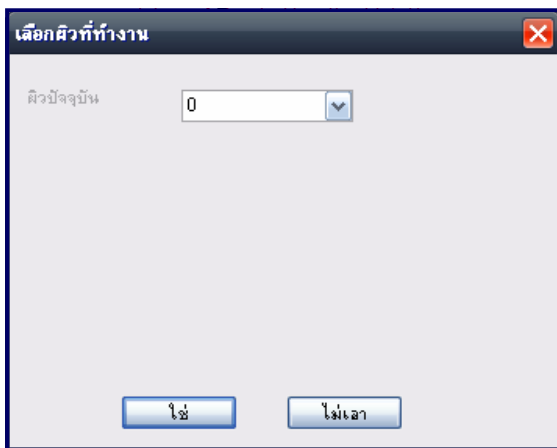 เลือกผิวที่ทำงาน
ผิวปัจจุบัน
0
ใช่
ไม่เอา